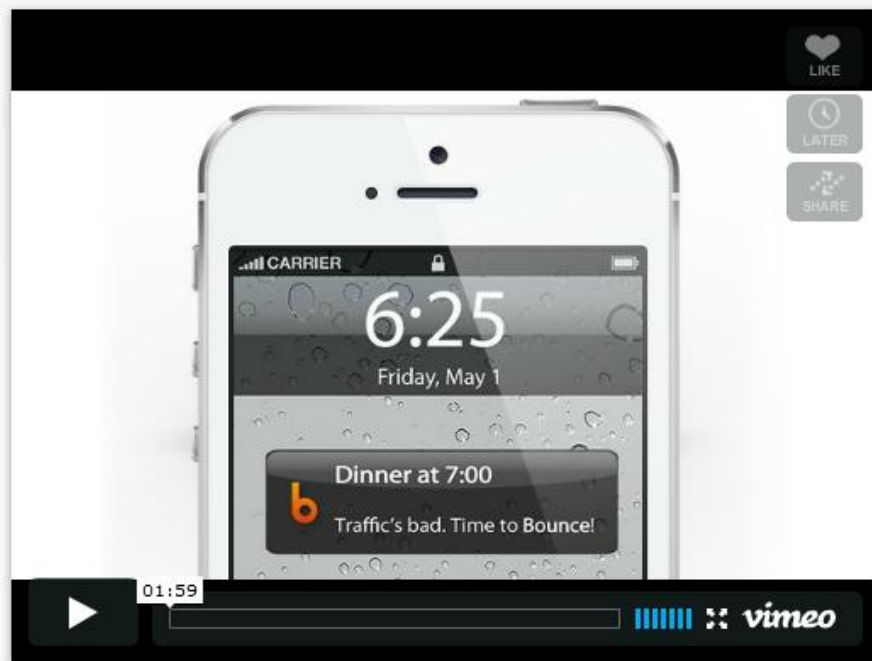 LIKE
LATER
SHARE
CARRIER
6:25
Friday, May 1
Dinner at 7:00
b
Traffic's bad. Time to Bounce!
01:59
vimeo